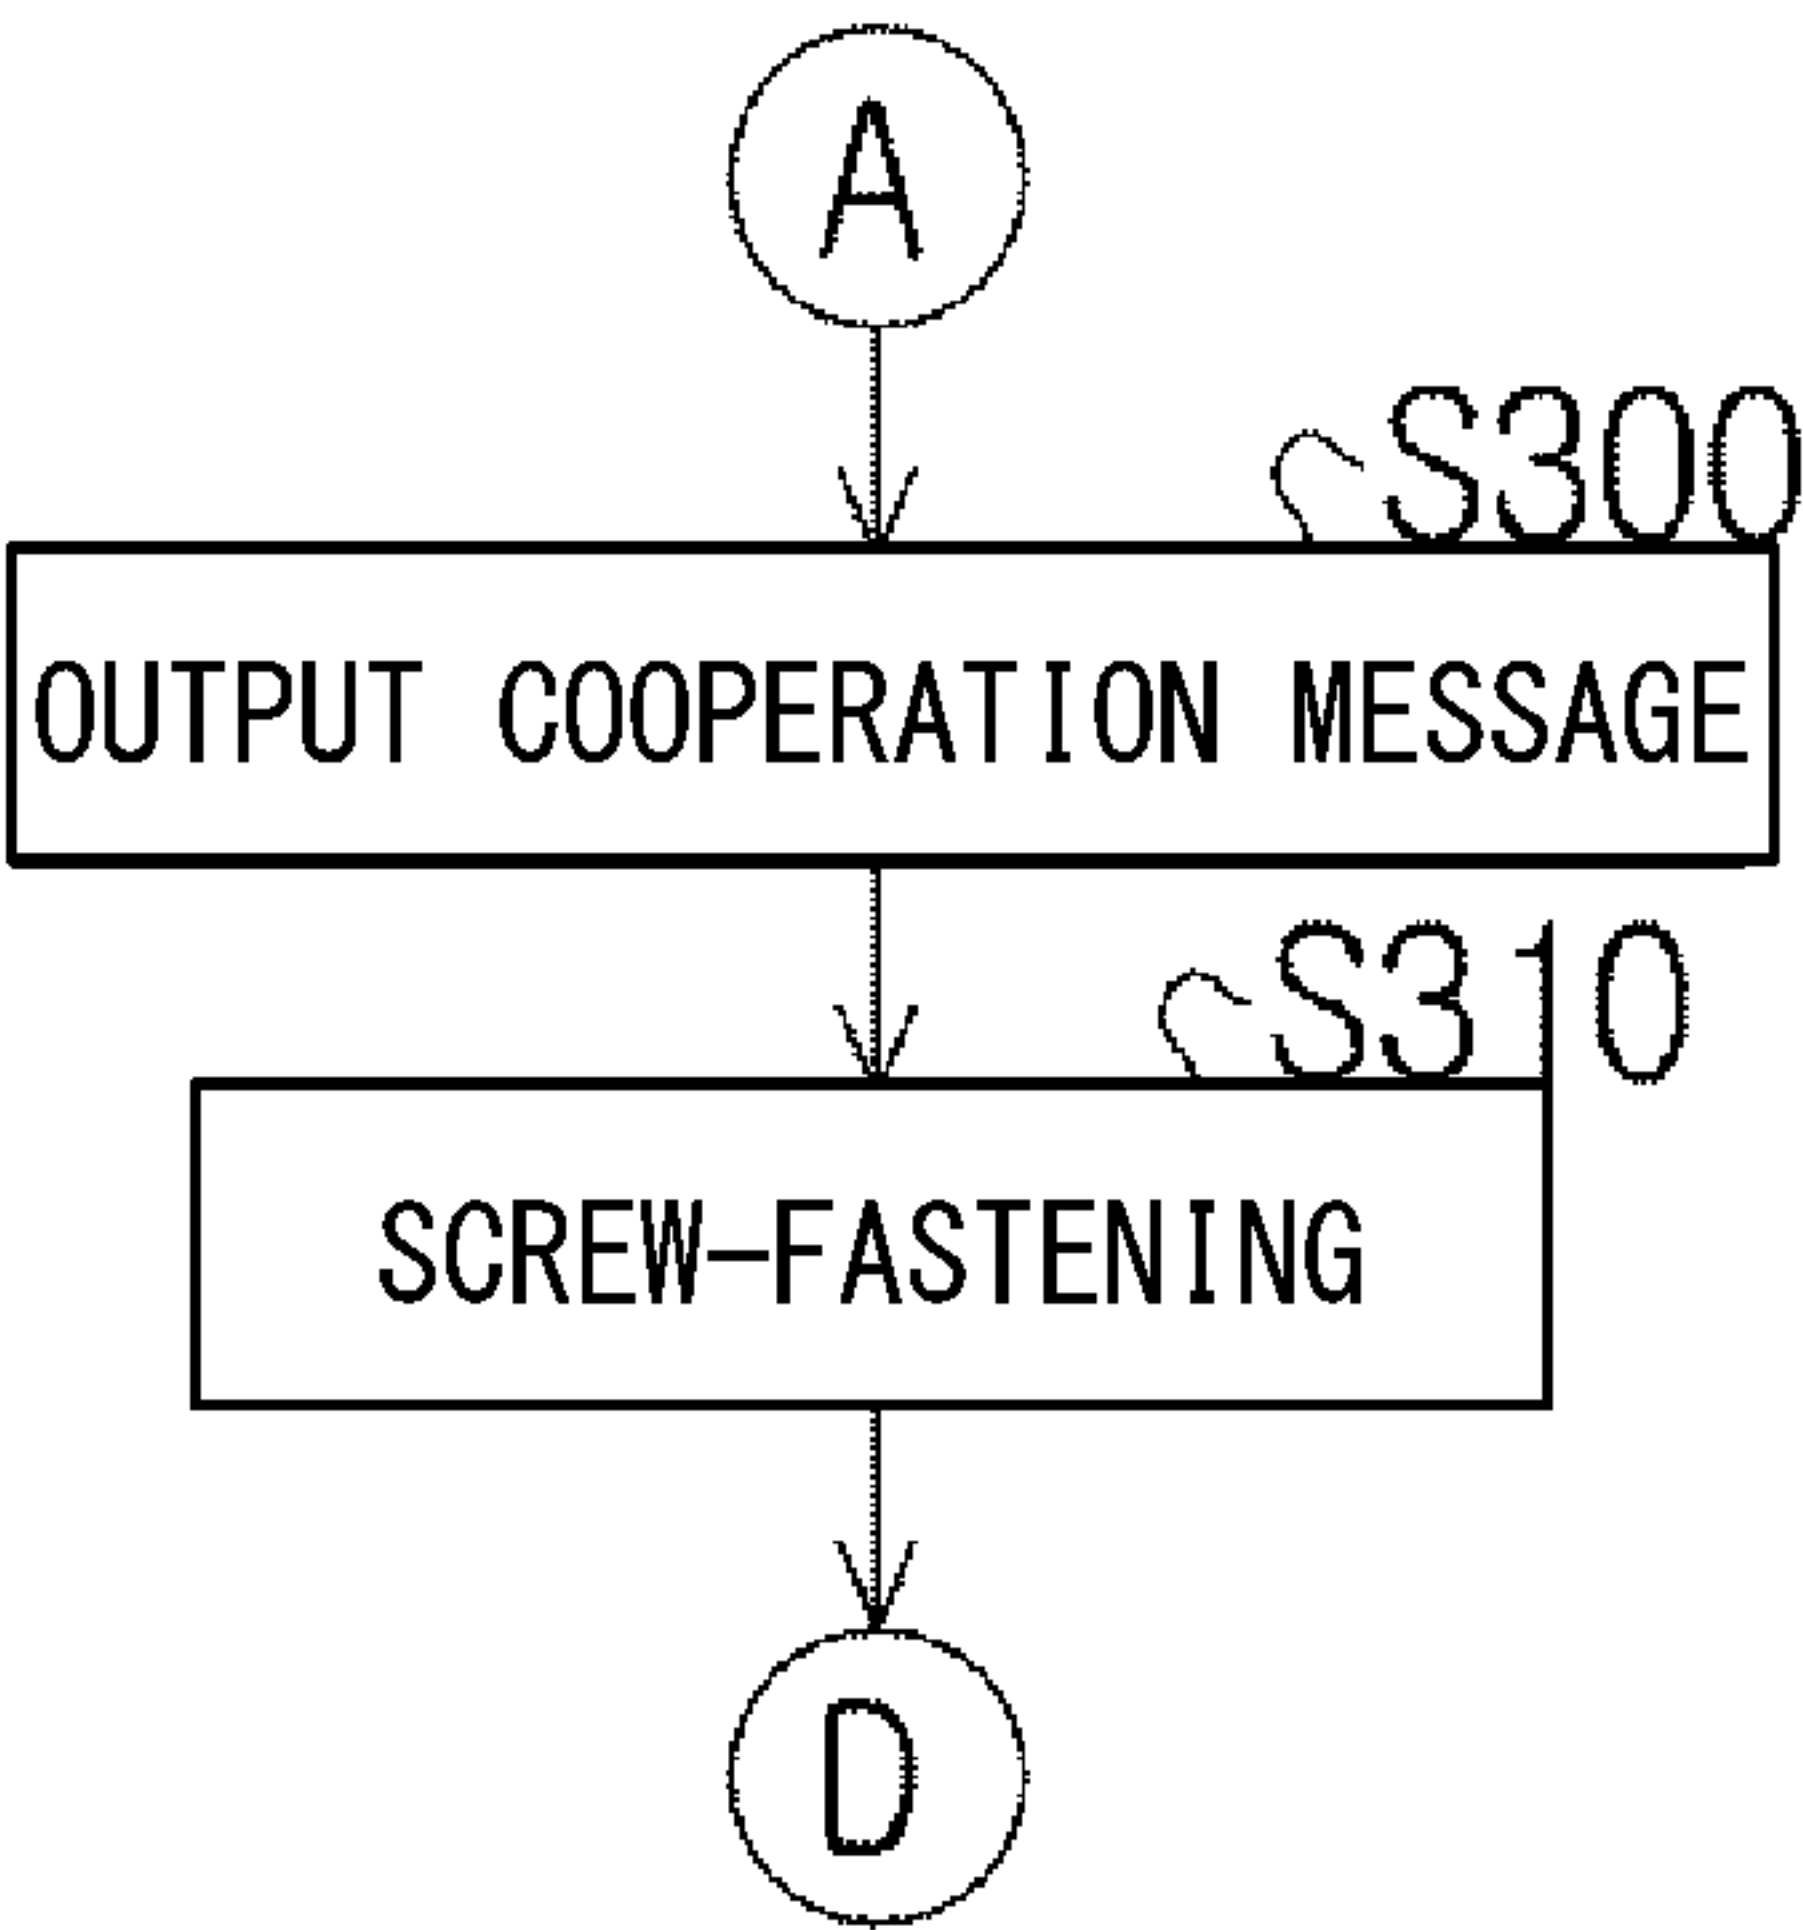 A
S300
OUTPUT COOPERATION MESSAGE
S310
SCREW-FASTENING
D